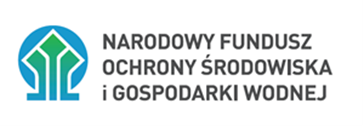 NARODOWY FUNDUSZ
OCHRONY ŚRODOWISKA
i GOSPODARKI WODNEJ